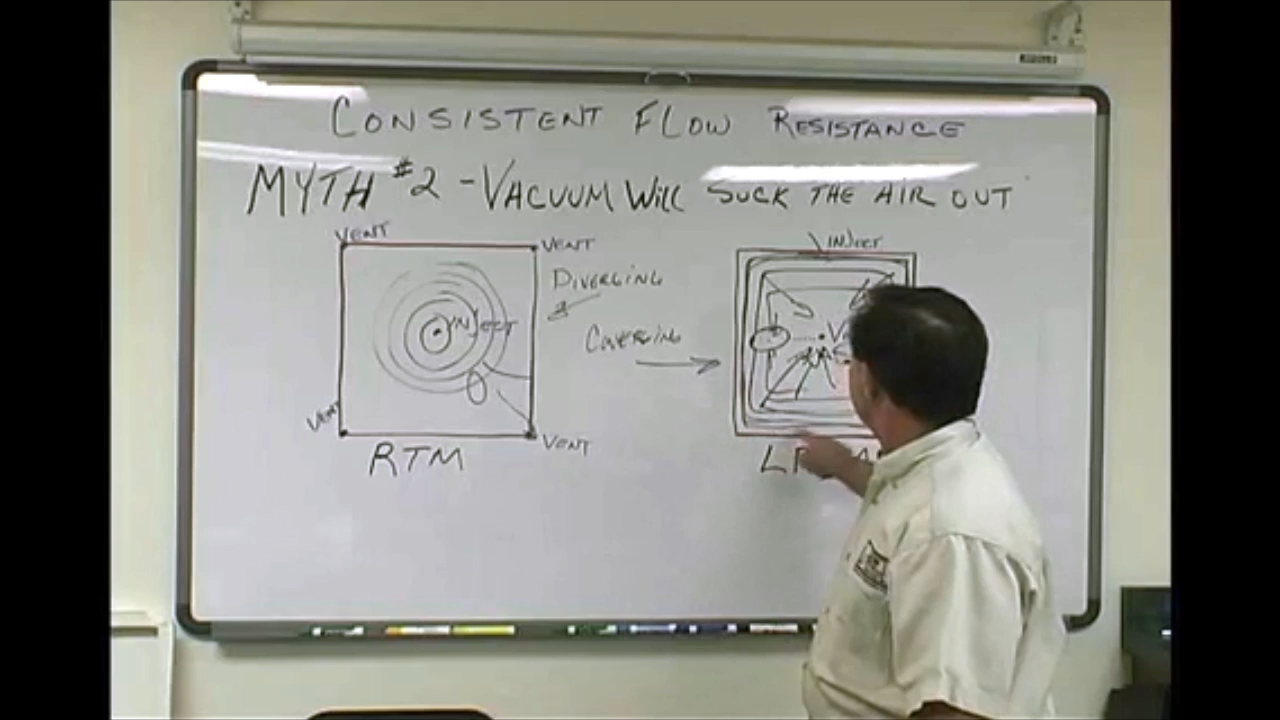 CONSISTENT FLOW RESISTANCE
MYTH #2 - VACUUM WILL SUCK THE AIR OUT
VENT
VENT
INJECT
DIVERGING
INJECT
COVERGING
VENT
VENT
RTM